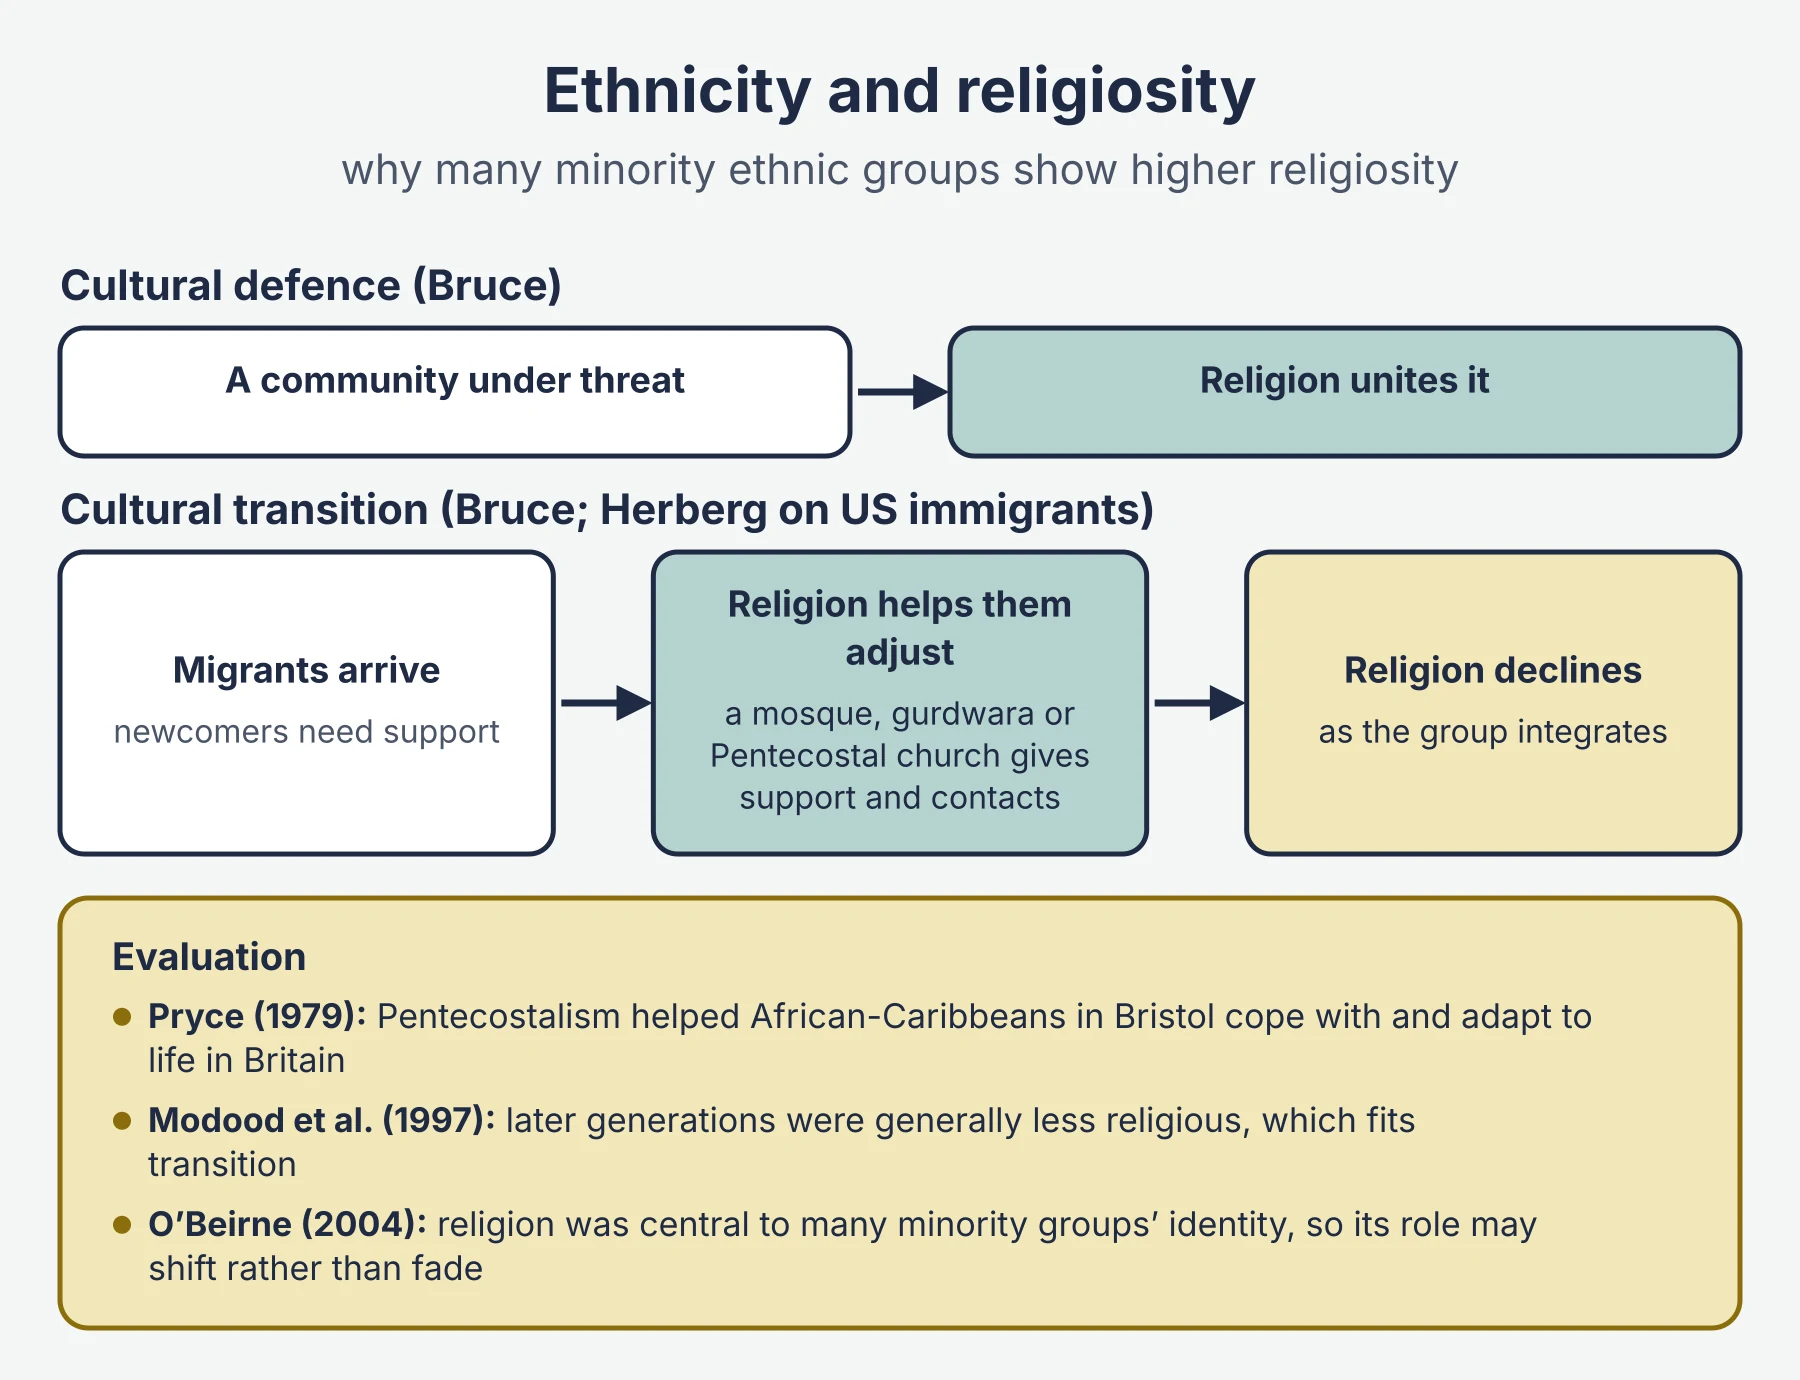 Ethnicity and religiosity
why many minority ethnic groups show higher religiosity
Cultural defence (Bruce)
A community under threat
Religion unites it
Cultural transition (Bruce; Herberg on US immigrants)
Migrants arrive
newcomers need support
Religion helps them
adjust
a mosque, gurdwara or
Pentecostal church gives
support and contacts
Religion declines
as the group integrates
Evaluation
Pryce (1979): Pentecostalism helped African-Caribbeans in Bristol cope with and adapt to
life in Britain
Modood et al. (1997): later generations were generally less religious, which fits
transition
O’Beirne (2004): religion was central to many minority groups’ identity, so its role may
shift rather than fade